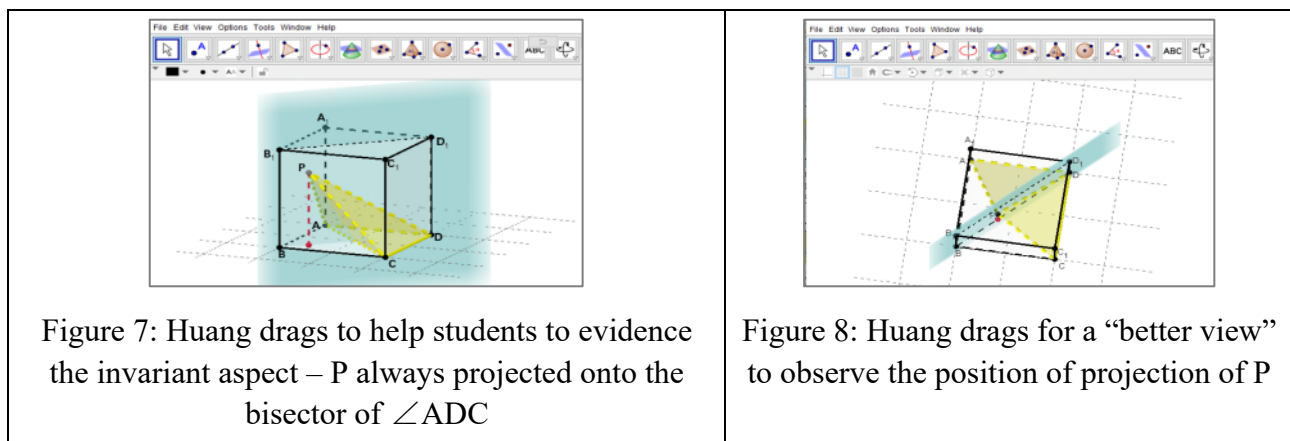 File Edit View Options Tools Window Help
ABC
A₁
B₁
D₁
C₁
P
A
D
B
C
Figure 7: Huang drags to help students to evidence
the invariant aspect – P always projected onto the
bisector of ∠ADC
File Edit View Options Tools Window Help
ABC
A
A
D₁
D
B
B
C₁
C
Figure 8: Huang drags for a “better view”
to observe the position of projection of P